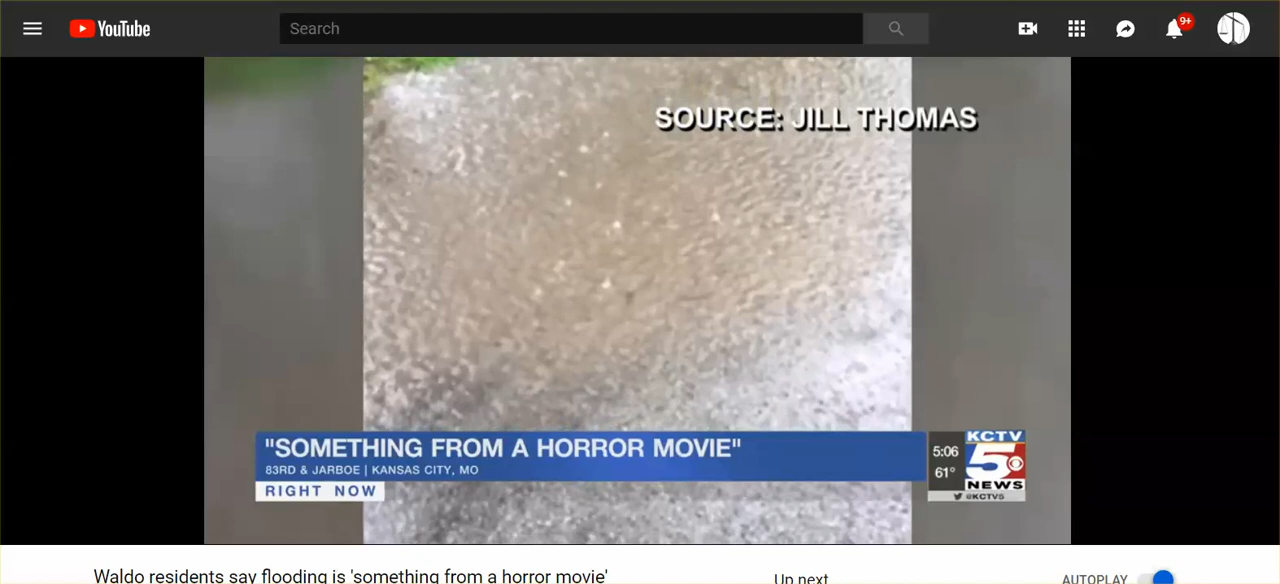 YouTube
Search
9+
SOURCE: JILL THOMAS
"SOMETHING FROM A HORROR MOVIE"
83RD & JARBOE | KANSAS CITY, MO
RIGHT NOW
5:06
61°
KCTV
5
NEWS
@KCTV5
Waldo residents say flooding is 'something from a horror movie'
Up next
AUTOPLAY